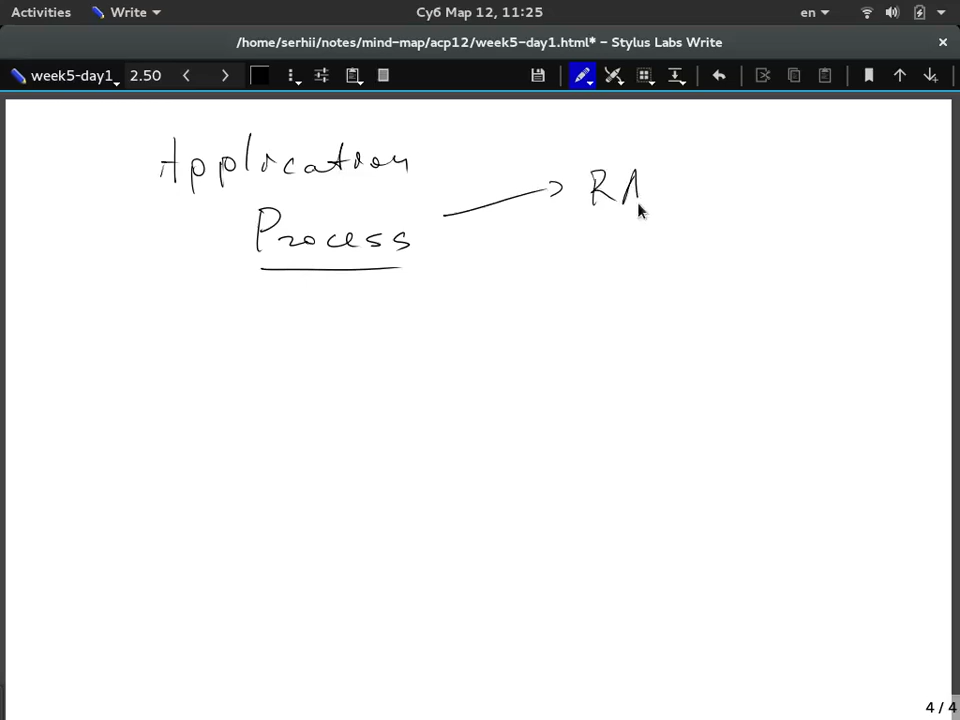 Activities Write Суб Мар 12, 11:25 en
/home/serhii/notes/mind-map/acp12/week5-day1.html* – Stylus Labs Write ×
week5-day1 2.50
Application
Process → RA
4 / 4